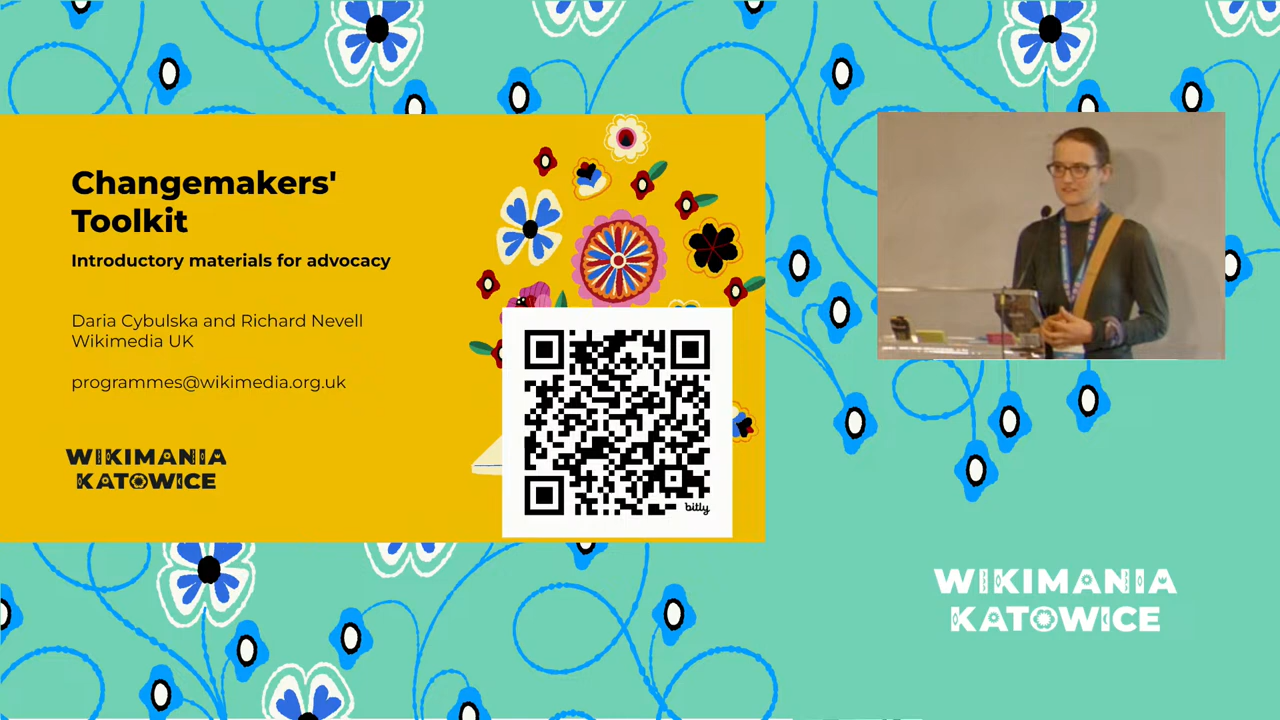 Changemakers'
Toolkit
Introductory materials for advocacy
Daria Cybulska and Richard Nevell
Wikimedia UK
programmes@wikimedia.org.uk
WIKIMANIA
KATOWICE
bitly
WIKIMANIA
KATOWICE